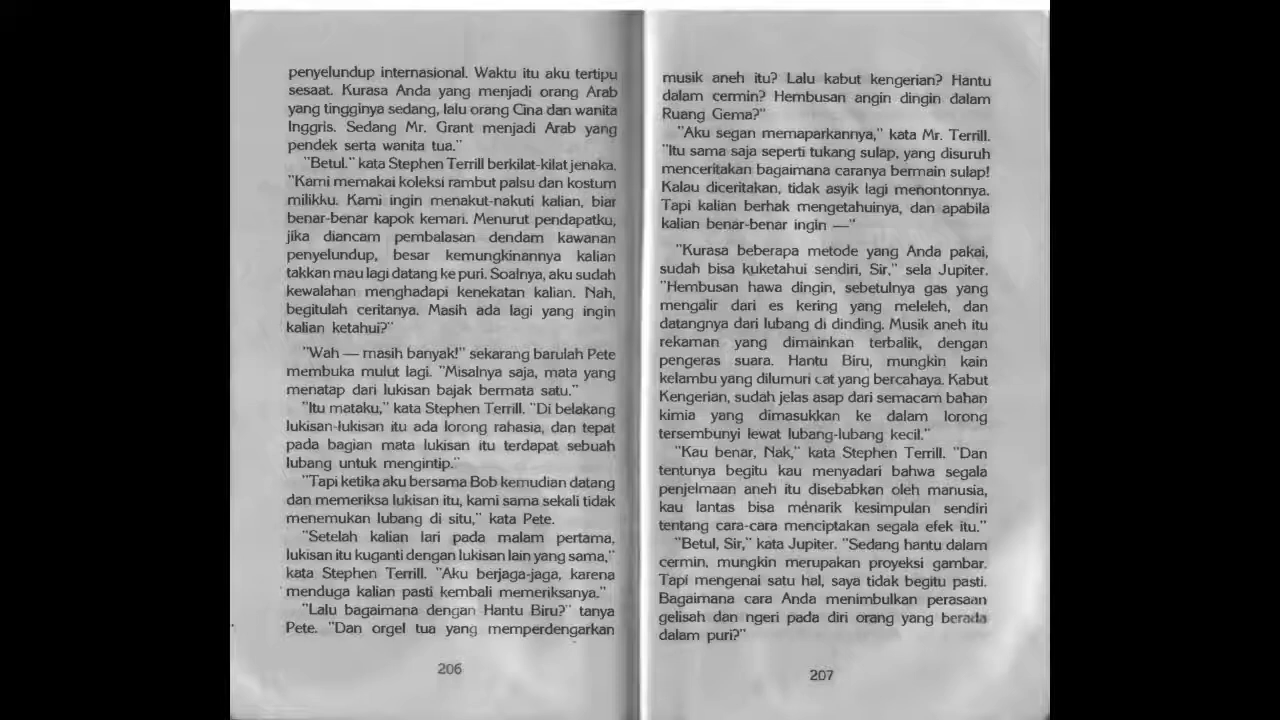 penyelundup internasional. Waktu itu aku tertipu
sesaat. Kurasa Anda yang menjadi orang Arab
yang tingginya sedang, lalu orang Cina dan wanita
Inggris. Sedang Mr. Grant menjadi Arab yang
pendek serta wanita tua."
"Betul." kata Stephen Terrill berkilat-kilat jenaka.
"Kami memakai koleksi rambut palsu dan kostum
milikku. Kami ingin menakut-nakuti kalian, biar
benar-benar kapok kemari. Menurut pendapatku,
jika diancam pembalasan dendam kawanan
penyelundup, besar kemungkinannya kalian
takkan mau lagi datang ke puri. Soalnya, aku sudah
kewalahan menghadapi kenekatan kalian. Nah,
begitulah ceritanya. Masih ada lagi yang ingin
kalian ketahui?"
"Wah — masih banyak!" sekarang barulah Pete
membuka mulut lagi. "Misalnya saja, mata yang
menatap dari lukisan bajak bermata satu."
"Itu mataku," kata Stephen Terrill. "Di belakang
lukisan-lukisan itu ada lorong rahasia, dan tepat
pada bagian mata lukisan itu terdapat sebuah
lubang untuk mengintip."
"Tapi ketika aku bersama Bob kemudian datang
dan memeriksa lukisan itu, kami sama sekali tidak
menemukan lubang di situ," kata Pete.
"Setelah kalian lari pada malam pertama,
lukisan itu kuganti dengan lukisan lain yang sama,"
kata Stephen Terrill. "Aku berjaga-jaga, karena
menduga kalian pasti kembali memeriksanya."
"Lalu bagaimana dengan Hantu Biru?" tanya
Pete. "Dan orgel tua yang memperdengarkan
206
musik aneh itu? Lalu kabut kengerian? Hantu
dalam cermin? Hembusan angin dingin dalam
Ruang Gema?"
"Aku segan memaparkannya," kata Mr. Terrill.
"Itu sama saja seperti tukang sulap, yang disuruh
menceritakan bagaimana caranya bermain sulap!
Kalau diceritakan, tidak asyik lagi menontonnya.
Tapi kalian berhak mengetahuinya, dan apabila
kalian benar-benar ingin —"
"Kurasa beberapa metode yang Anda pakai,
sudah bisa kuketahui sendiri, Sir," sela Jupiter.
"Hembusan hawa dingin, sebetulnya gas yang
mengalir dari es kering yang meleleh, dan
datangnya dari lubang di dinding. Musik aneh itu
rekaman yang dimainkan terbalik, dengan
pengeras suara. Hantu Biru, mungkin kain
kelambu yang dilumuri cat yang bercahaya. Kabut
Kengerian, sudah jelas asap dari semacam bahan
kimia yang dimasukkan ke dalam lorong
tersembunyi lewat lubang-lubang kecil."
"Kau benar, Nak," kata Stephen Terrill. "Dan
tentunya begitu kau menyadari bahwa segala
penjelmaan aneh itu disebabkan oleh manusia,
kau lantas bisa menarik kesimpulan sendiri
tentang cara-cara menciptakan segala efek itu."
"Betul, Sir," kata Jupiter. "Sedang hantu dalam
cermin, mungkin merupakan proyeksi gambar.
Tapi mengenai satu hal, saya tidak begitu pasti.
Bagaimana cara Anda menimbulkan perasaan
gelisah dan ngeri pada diri orang yang berada
dalam puri?"
207